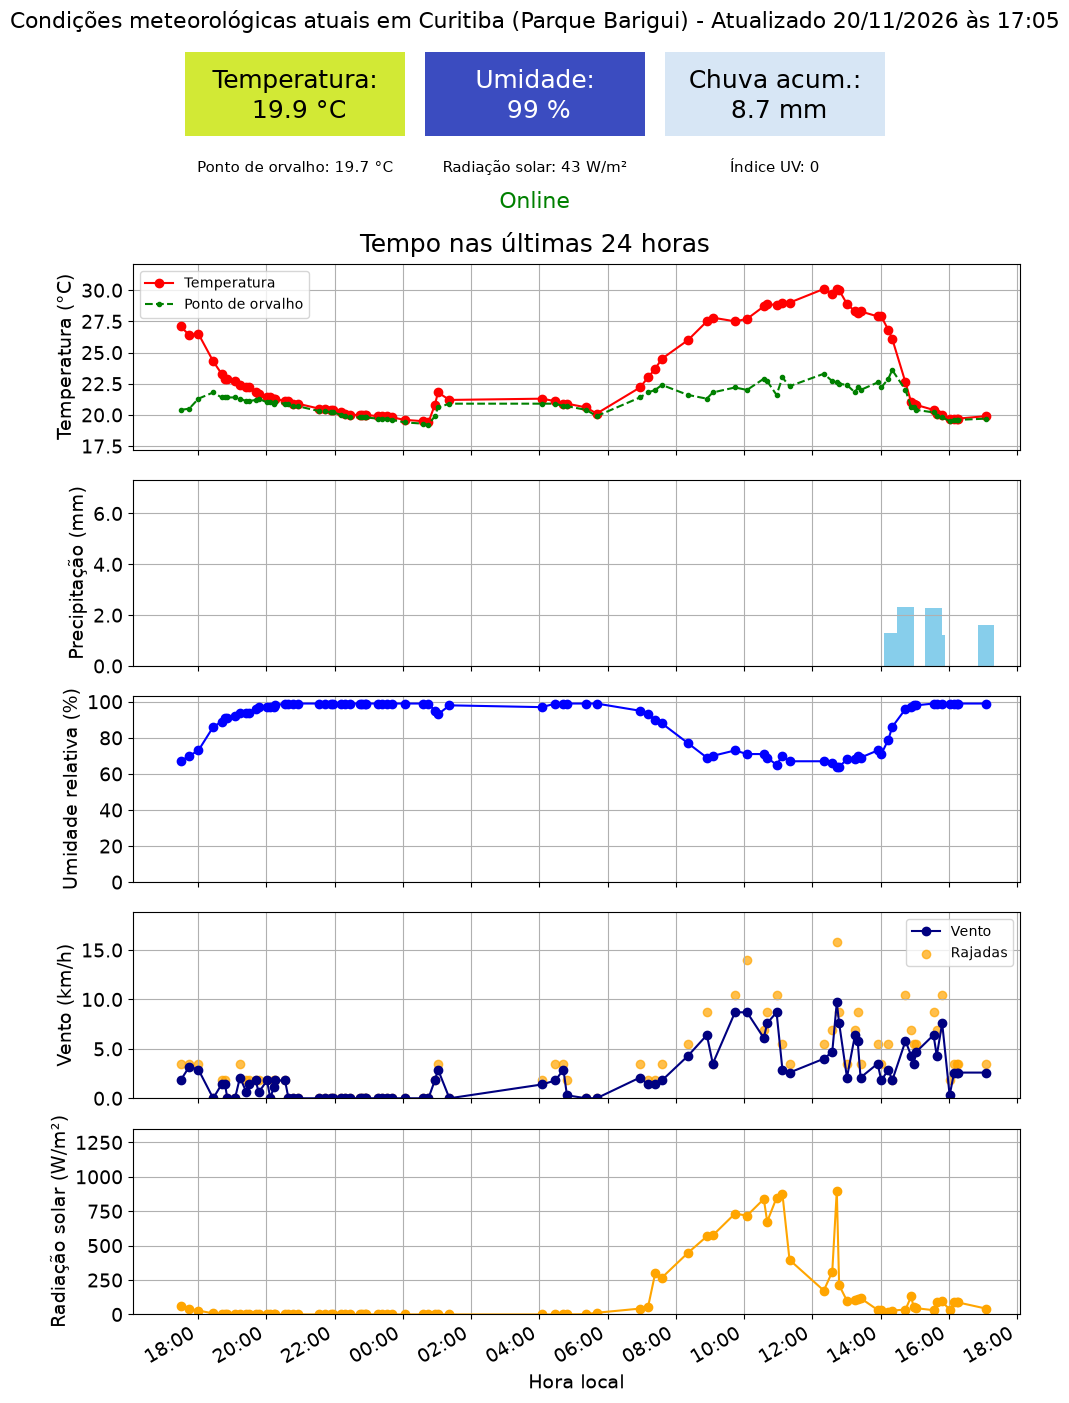 Condições meteorológicas atuais em Curitiba (Parque Barigui) - Atualizado 20/11/2026 às 17:05
Temperatura:
19.9 °C
Umidade:
99 %
Chuva acum.:
8.7 mm
Ponto de orvalho: 19.7 °C
Radiação solar: 43 W/m²
Índice UV: 0
Online
Tempo nas últimas 24 horas
Temperatura (°C)
30.0
27.5
25.0
22.5
20.0
17.5
Temperatura
Ponto de orvalho
Precipitação (mm)
6.0
4.0
2.0
0.0
Umidade relativa (%)
100
80
60
40
20
0
Vento (km/h)
15.0
10.0
5.0
0.0
Vento
Rajadas
Radiação solar (W/m²)
1250
1000
750
500
250
0
18:00
20:00
22:00
00:00
02:00
04:00
06:00
08:00
10:00
12:00
14:00
16:00
18:00
Hora local